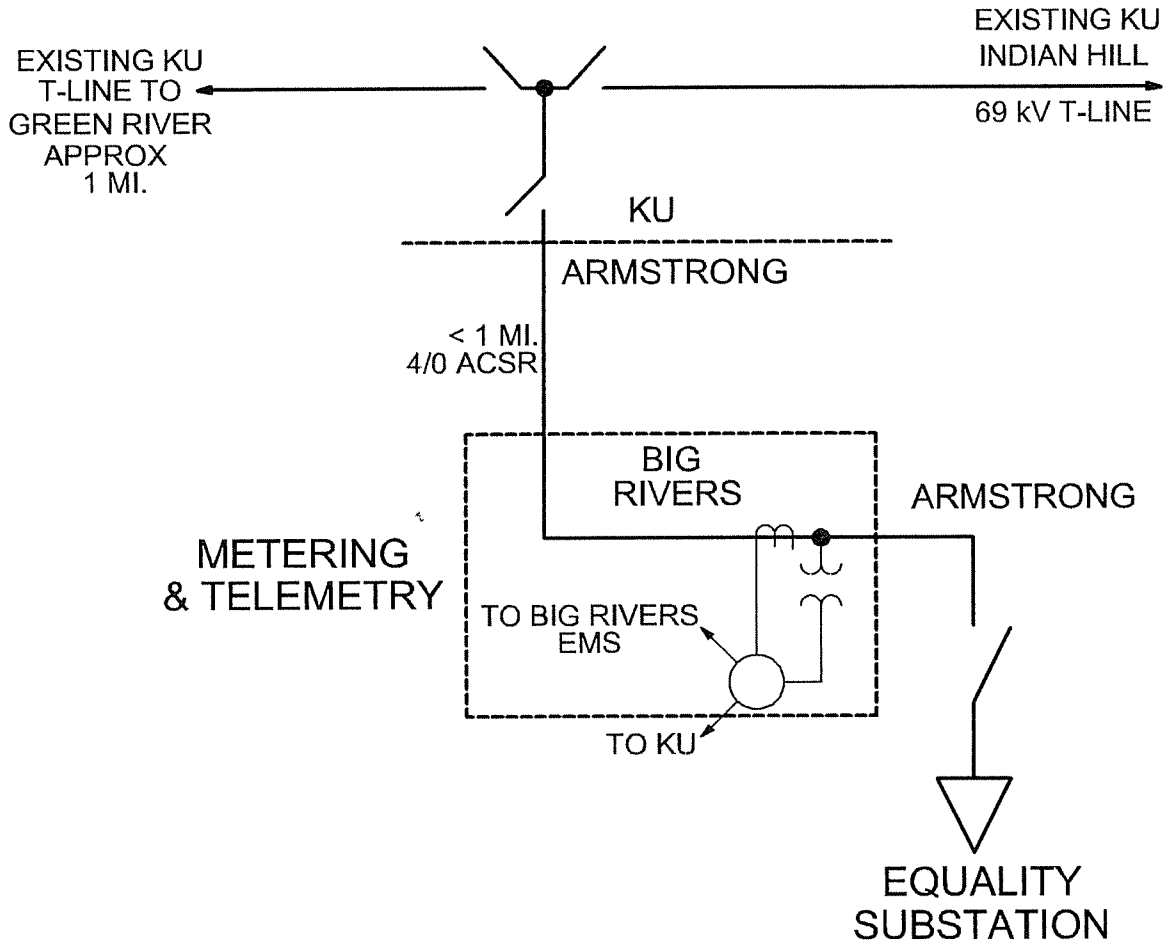 EXISTING KU
T-LINE TO
GREEN RIVER
APPROX
1 MI.
EXISTING KU
INDIAN HILL
69 kV T-LINE
KU
ARMSTRONG
< 1 MI.
4/0 ACSR
BIG
RIVERS
ARMSTRONG
METERING
& TELEMETRY
TO BIG RIVERS
EMS
TO KU
EQUALITY
SUBSTATION